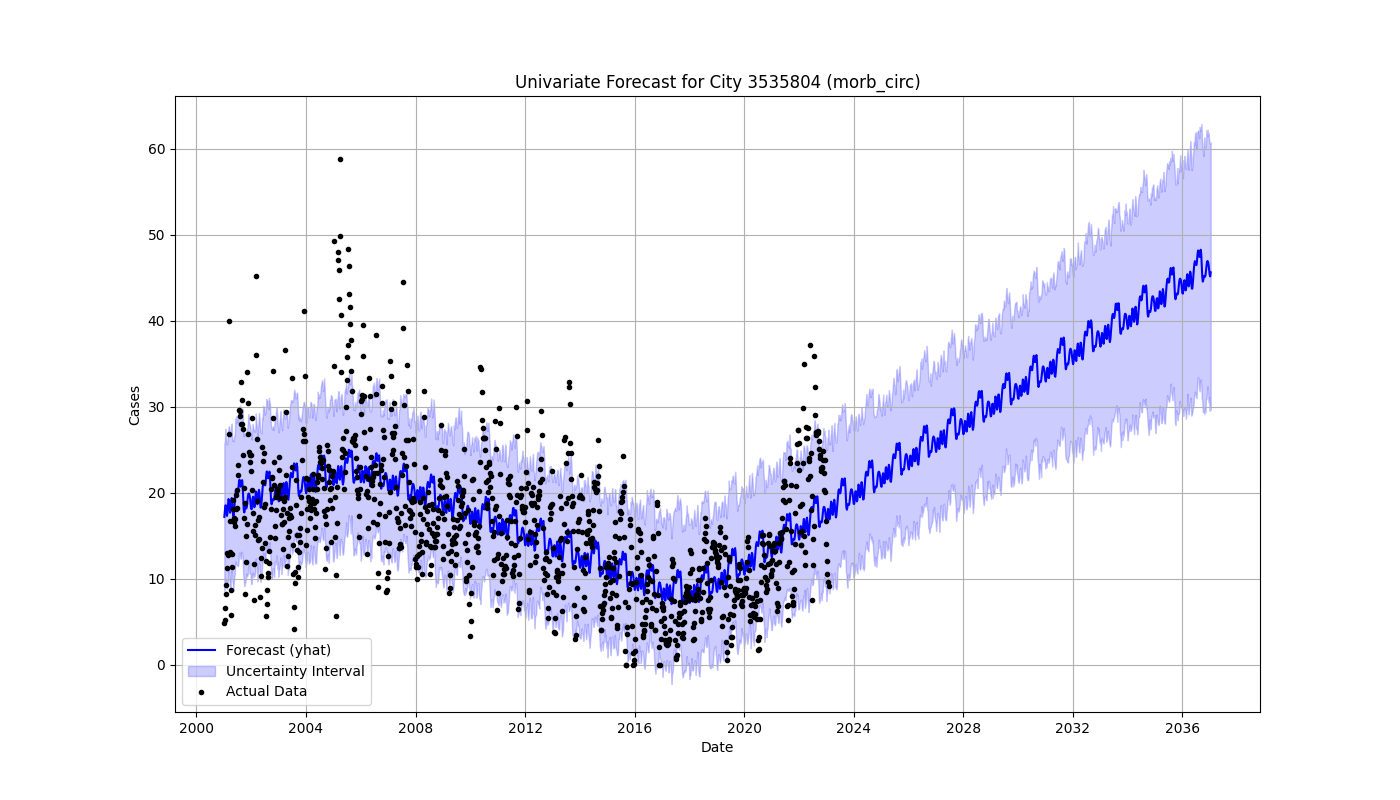 Univariate Forecast for City 3535804 (morb_circ)
60
50
40
30
20
10
0
Cases
Forecast (yhat)
Uncertainty Interval
Actual Data
2000 2004 2008 2012 2016 2020 2024 2028 2032 2036
Date